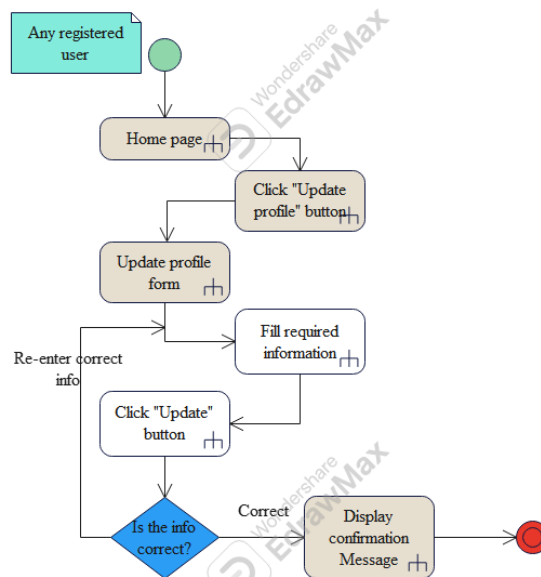 Any registered
user
Wondershare
EdrawMax
Home page
Click "Update
profile" button
Update profile
form
Fill required
information
Re-enter correct
info
Click "Update"
button
Is the info
correct?
Correct
Display
confirmation
Message
Wondershare
EdrawMax